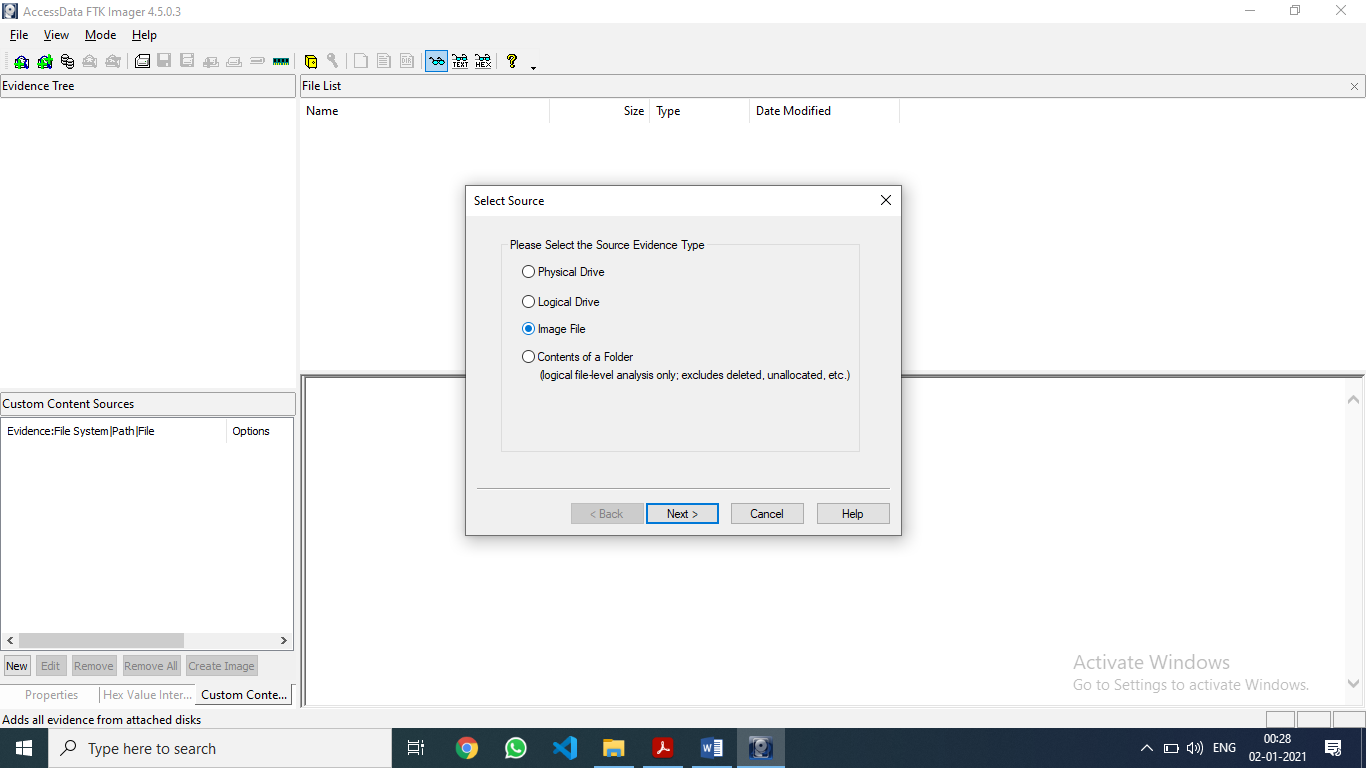 AccessData FTK Imager 4.5.0.3
File View Mode Help
TEXT HEX ?
DIR
Evidence Tree
File List
Name Size Type Date Modified
Select Source
Please Select the Source Evidence Type
Physical Drive
Logical Drive
Image File
Contents of a Folder
(logical file-level analysis only; excludes deleted, unallocated, etc.)
< Back Next > Cancel Help
Custom Content Sources
Evidence:File System|Path|File Options
New Edit Remove Remove All Create Image
Properties Hex Value Inter... Custom Conte...
Activate Windows
Go to Settings to activate Windows.
Adds all evidence from attached disks
Type here to search
ENG 00:28
02-01-2021